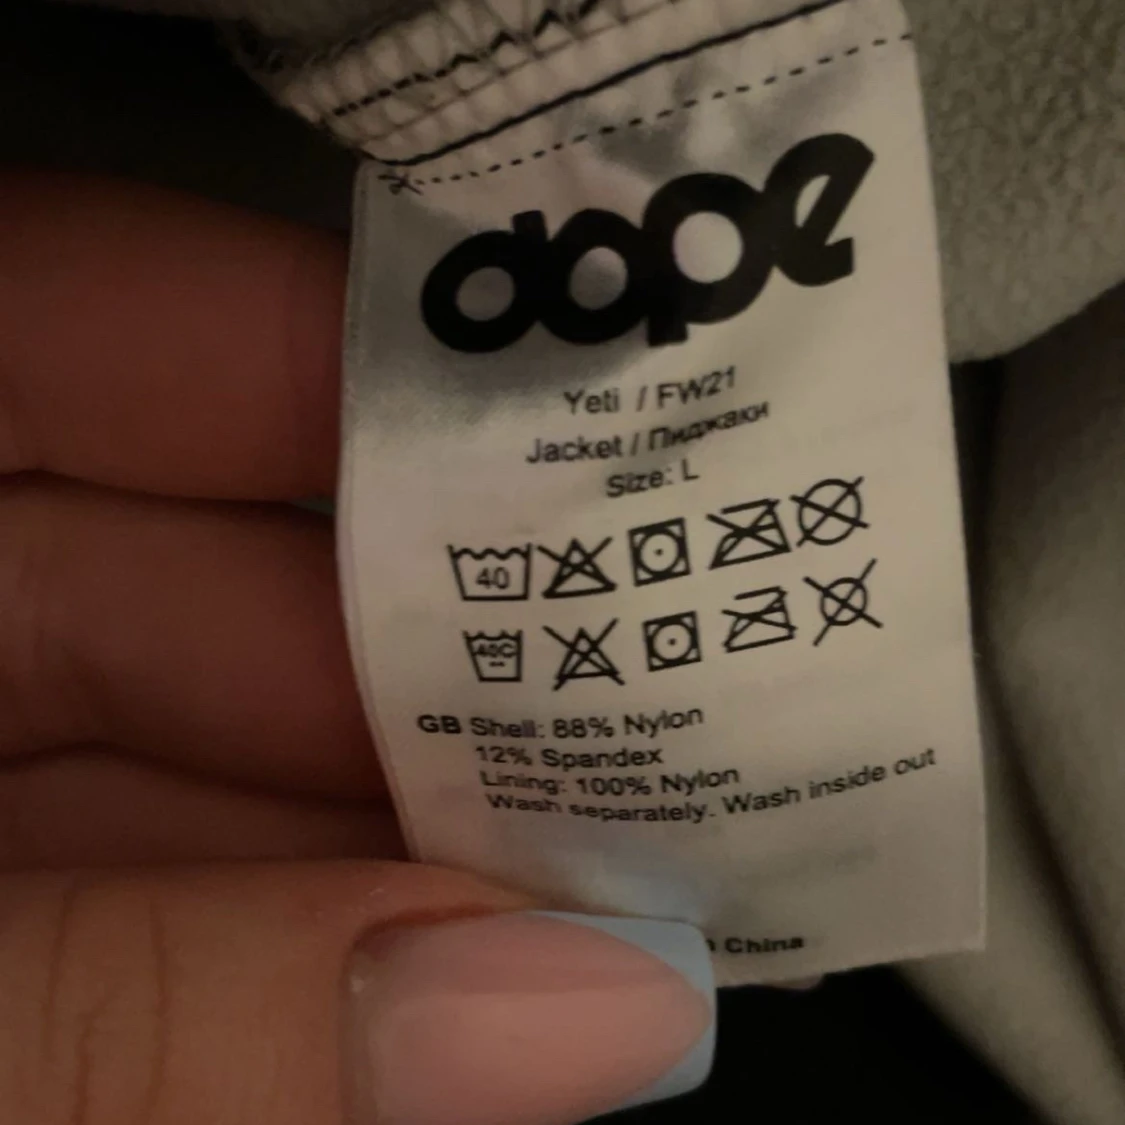 dope
Yeti / FW21
Jacket / Пиджаки
Size: L
40
40C
GB Shell: 88% Nylon
12% Spandex
Lining: 100% Nylon
Wash separately. Wash inside out
China